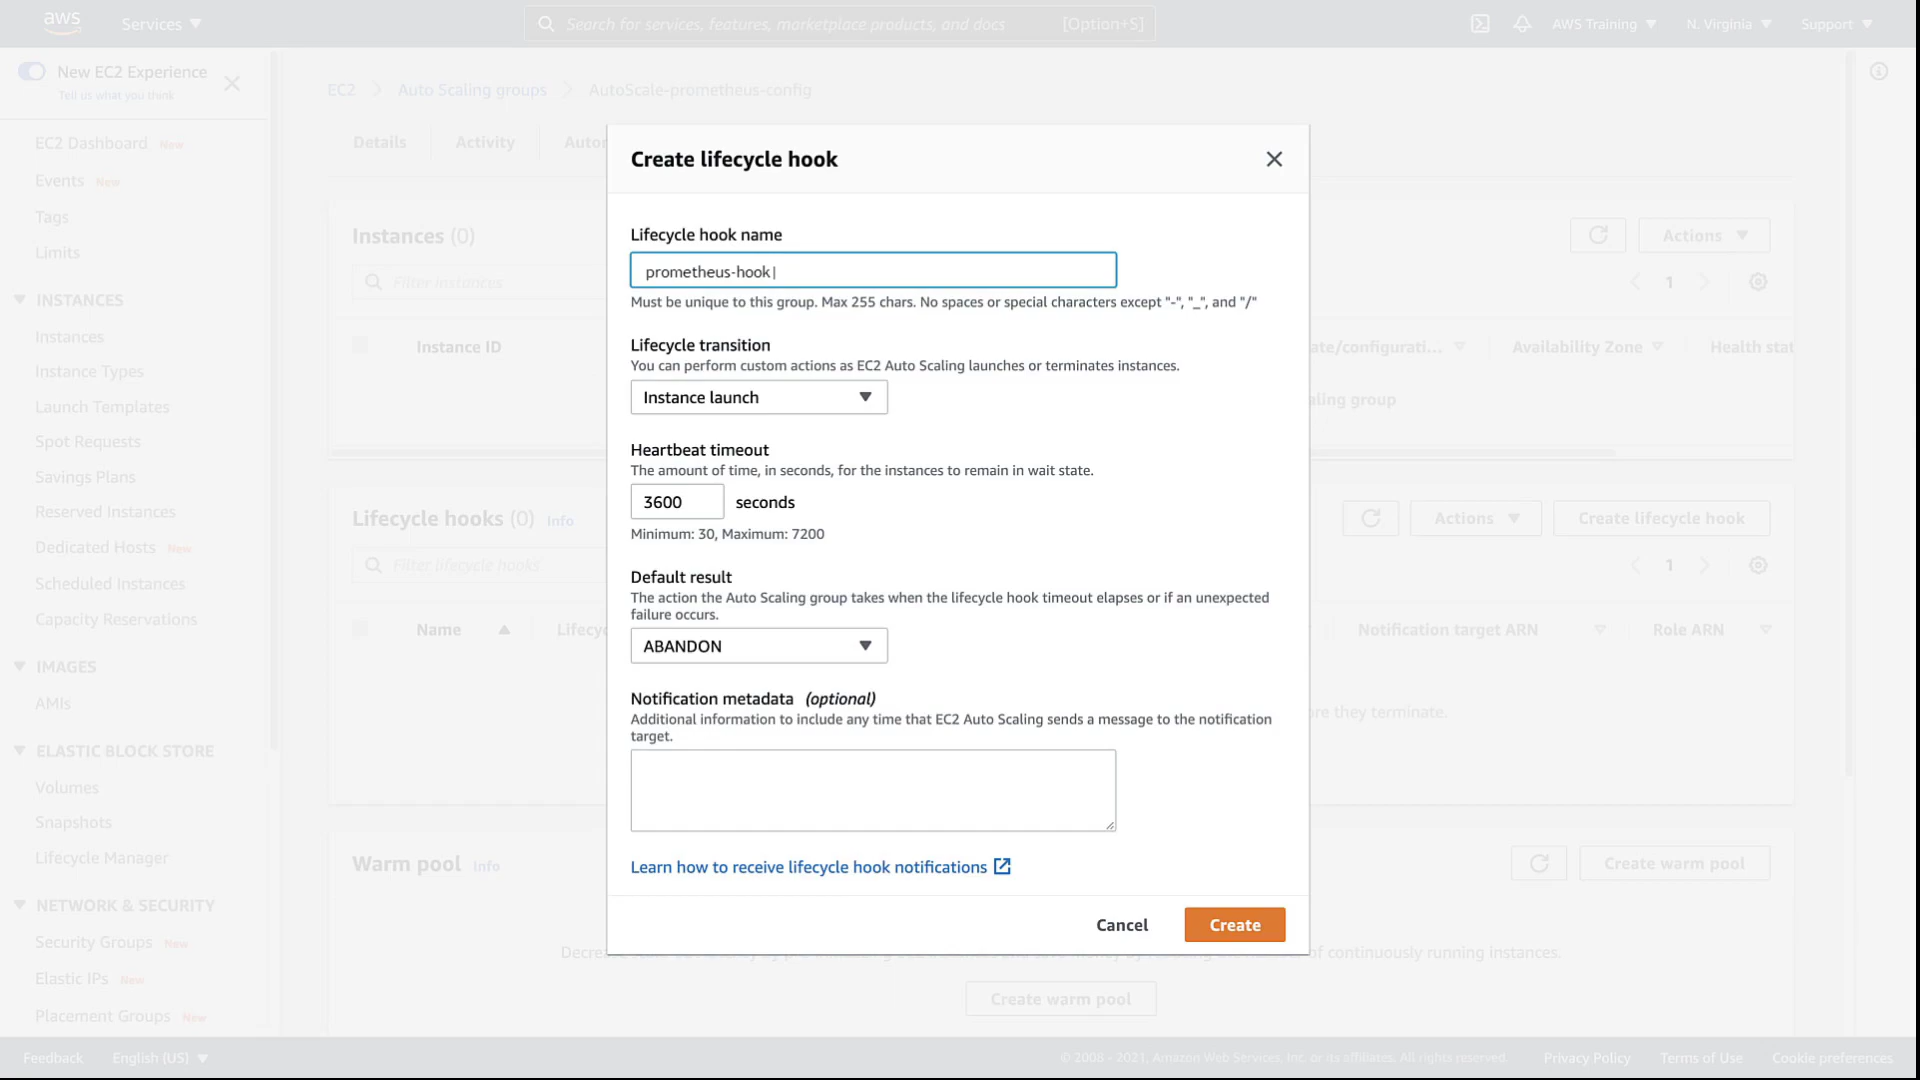 aws
Services
Search for services, features, marketplace products, and docs [Option+S]
AWS Training
N. Virginia
Support
New EC2 Experience
Tell us what you think
EC2 Dashboard New
Events New
Tags
Limits
INSTANCES
Instances
Instance Types
Launch Templates
Spot Requests
Savings Plans
Reserved Instances
Dedicated Hosts New
Scheduled Instances
Capacity Reservations
IMAGES
AMIs
ELASTIC BLOCK STORE
Volumes
Snapshots
Lifecycle Manager
NETWORK & SECURITY
Security Groups New
Elastic IPs New
Placement Groups New
EC2 > Auto Scaling groups > AutoScale-prometheus-config
Details
Activity
Instances (0)
Actions
Filter instances
1
Instance ID
Availability Zone
Lifecycle hooks (0) Info
Actions
Create lifecycle hook
Filter lifecycle hooks
1
Name
Notification target ARN
Role ARN
re they terminate.
Warm pool Info
Create warm pool
of continuously running instances.
Create warm pool
Create lifecycle hook
Lifecycle hook name
prometheus-hook
Must be unique to this group. Max 255 chars. No spaces or special characters except "-", "_", and "/"
Lifecycle transition
You can perform custom actions as EC2 Auto Scaling launches or terminates instances.
Instance launch
Heartbeat timeout
The amount of time, in seconds, for the instances to remain in wait state.
3600 seconds
Minimum: 30, Maximum: 7200
Default result
The action the Auto Scaling group takes when the lifecycle hook timeout elapses or if an unexpected
failure occurs.
ABANDON
Notification metadata (optional)
Additional information to include any time that EC2 Auto Scaling sends a message to the notification
target.
Learn how to receive lifecycle hook notifications
Cancel
Create
Feedback
English (US)
© 2008 - 2021, Amazon Web Services, Inc. or its affiliates. All rights reserved.
Privacy Policy
Terms of Use
Cookie preferences